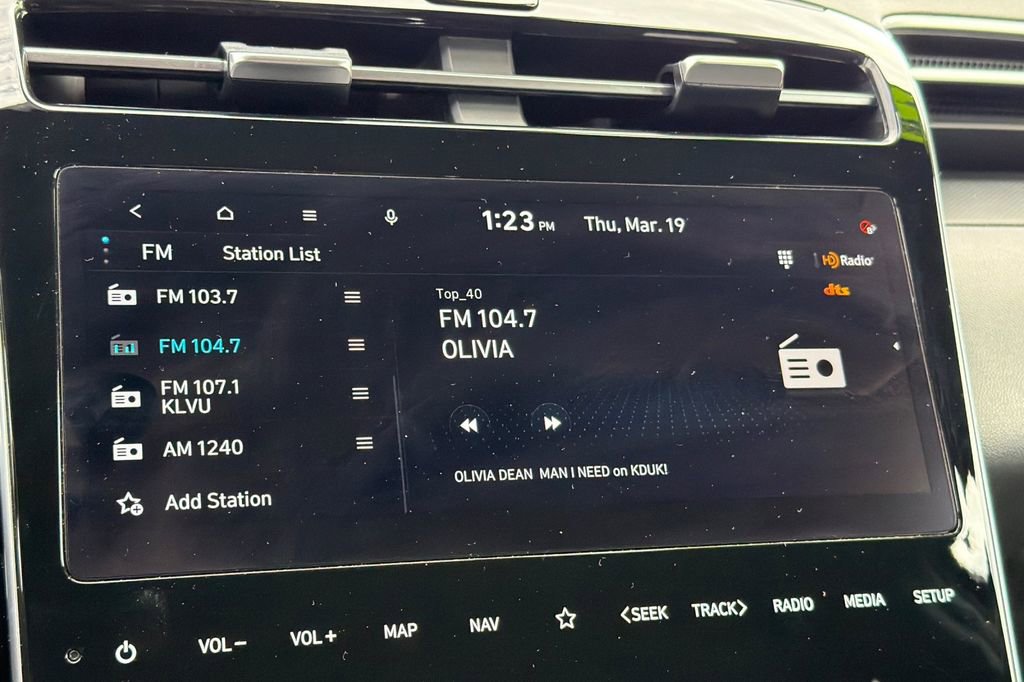 1:23 PM Thu, Mar. 19
FM Station List
HD Radio
dts
FM 103.7
FM 104.7
FM 107.1
KLVU
AM 1240
Add Station
Top_40
FM 104.7
OLIVIA
OLIVIA DEAN MAN I NEED on KDUK!
VOL− VOL+ MAP NAV <SEEK TRACK> RADIO MEDIA SETUP